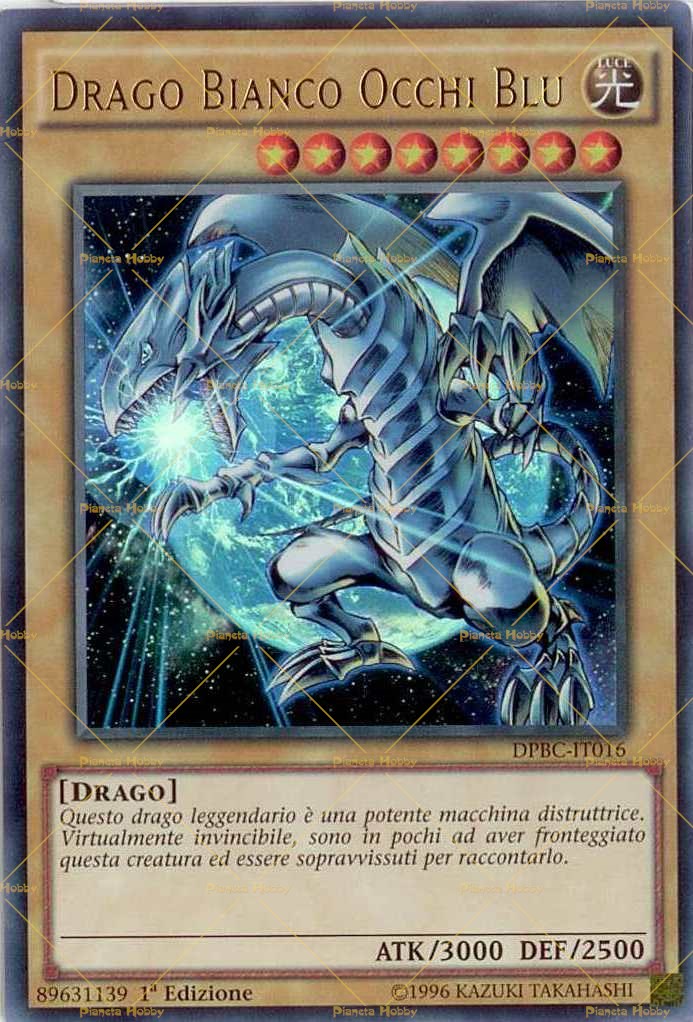 Drago Bianco Occhi Blu
LUCE
光
DPBC-IT016
[Drago]
Questo drago leggendario è una potente macchina distruttrice.
Virtualmente invincibile, sono in pochi ad aver fronteggiato
questa creatura ed essere sopravvissuti per raccontarlo.
ATK/3000 DEF/2500
89631139 1ª Edizione
©1996 KAZUKI TAKAHASHI
Pianeta Hobby